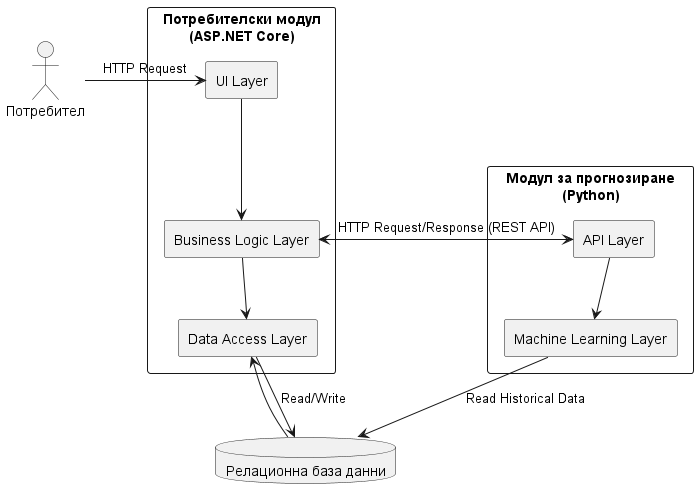 Потребителски модул
(ASP.NET Core)
HTTP Request
UI Layer
Потребител
Модул за прогнозиране
(Python)
Business Logic Layer
HTTP Request/Response (REST API)
API Layer
Data Access Layer
Machine Learning Layer
Read/Write
Read Historical Data
Релационна база данни